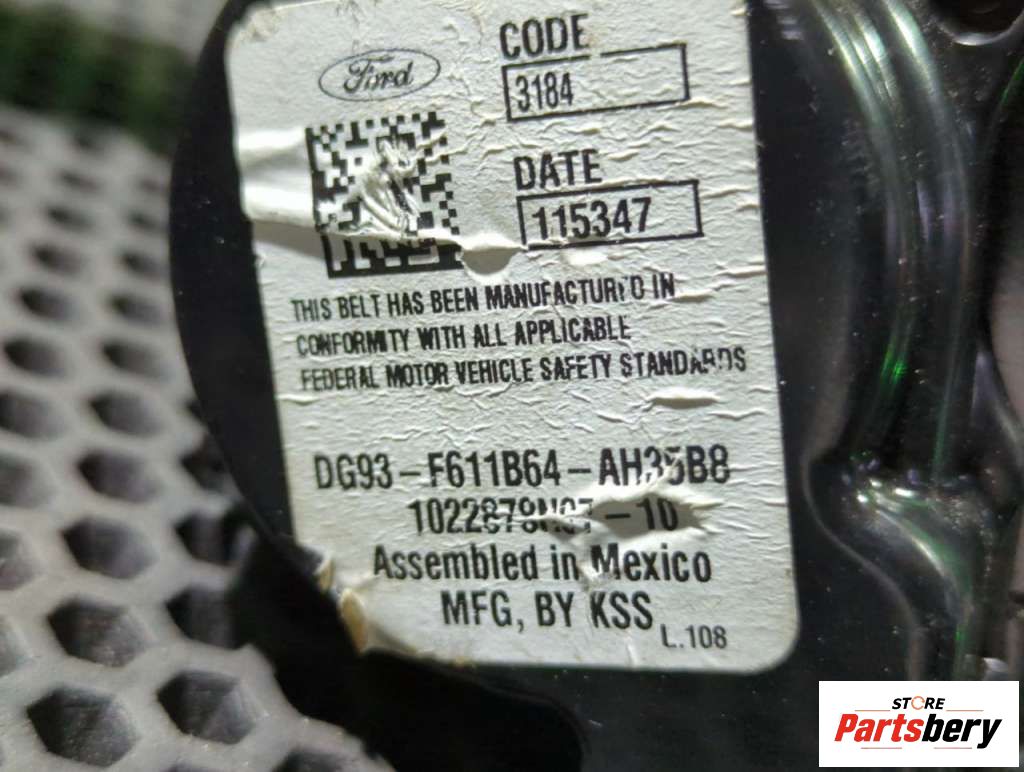 Ford
CODE
3184
DATE
115347
THIS BELT HAS BEEN MANUFACTURED IN
CONFORMITY WITH ALL APPLICABLE
FEDERAL MOTOR VEHICLE SAFETY STANDARDS
DG93-F611B64-AH35B8
-10
Assembled in Mexico
MFG, BY KSS
L.108
STORE
Partsbery